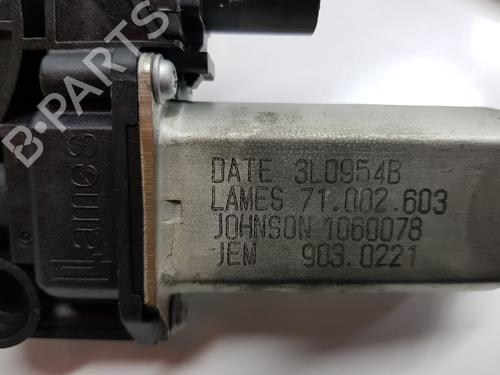 B-PARTS
Lames
DATE 3L0954B
LAMES 71.002.603
JOHNSON 1060078
JEM 903.0221